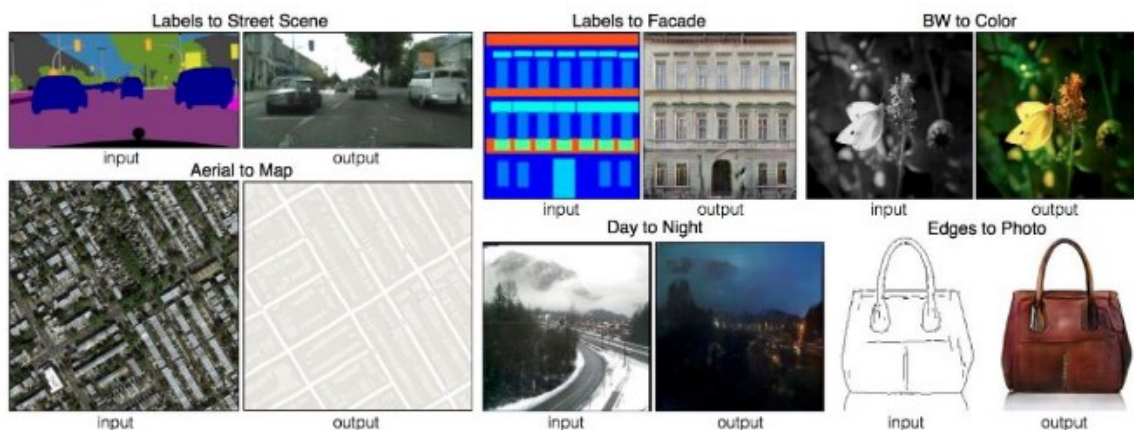 Labels to Street Scene
input
output
Aerial to Map
input
output
Labels to Facade
input
output
BW to Color
input
output
Day to Night
input
output
Edges to Photo
input
output